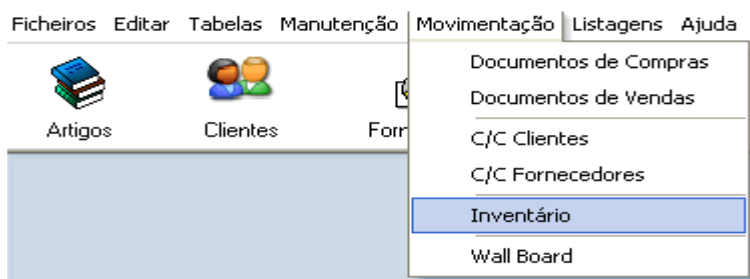 Ficheiros Editar Tabelas Manutenção Movimentação Listagens Ajuda
Documentos de Compras
Documentos de Vendas
Artigos Clientes
C/C Clientes
C/C Fornecedores
Inventário
Wall Board